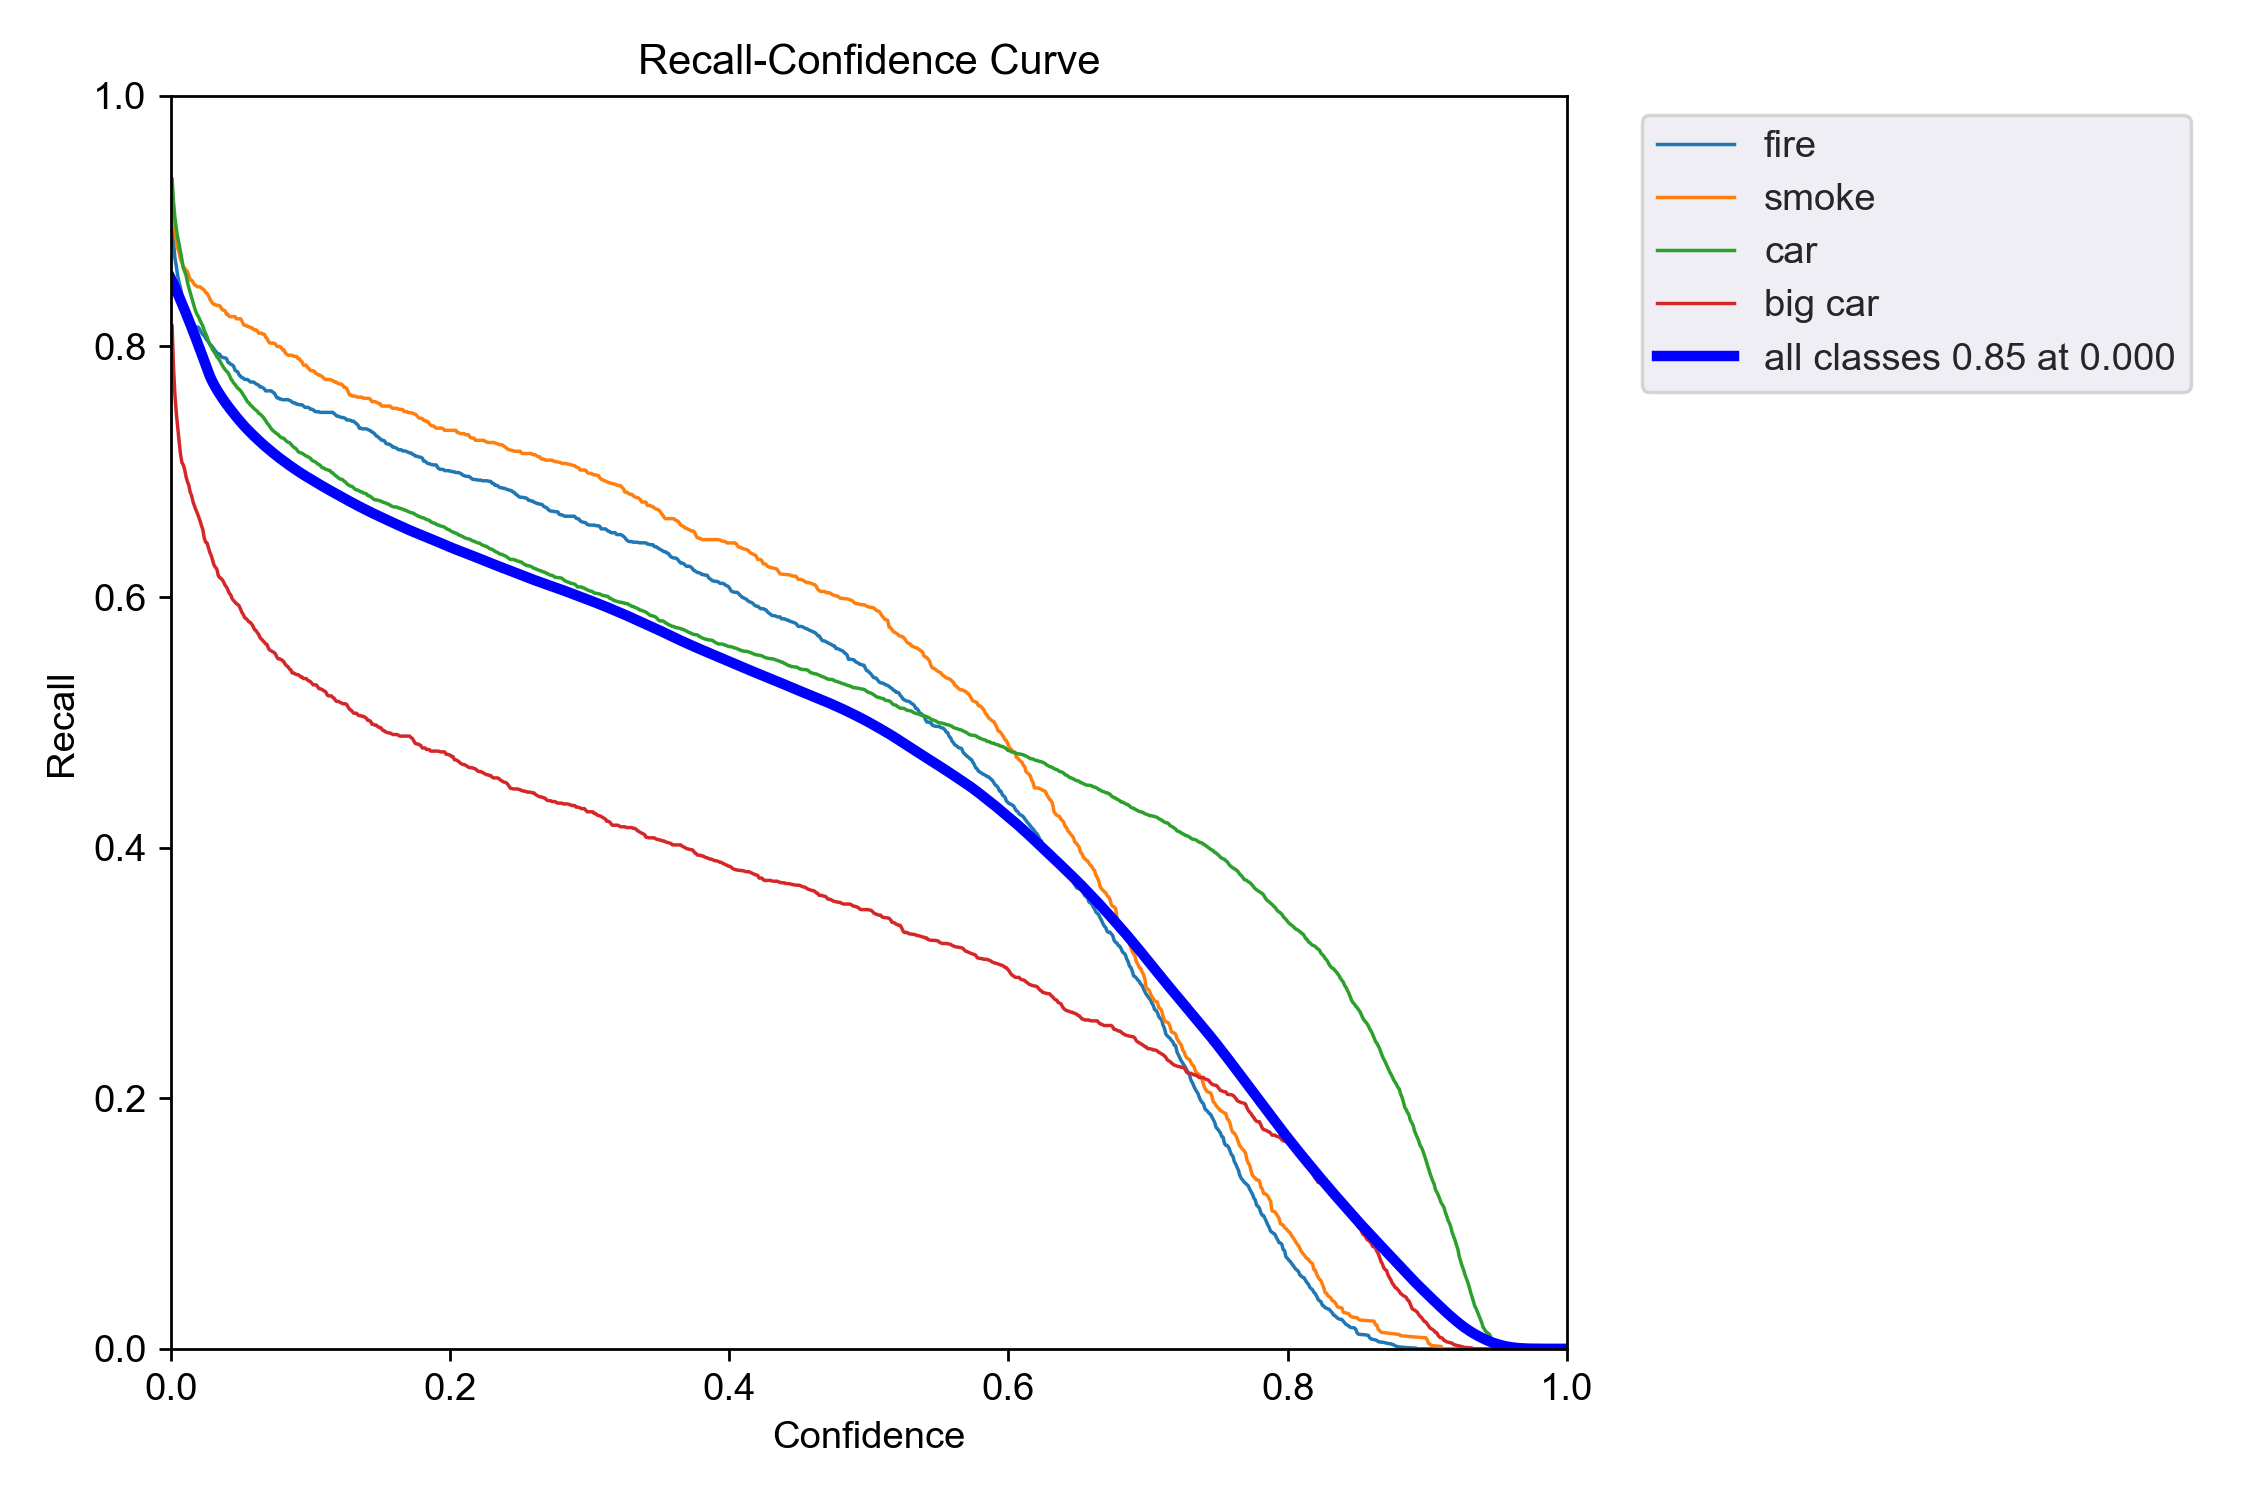 Recall-Confidence Curve
1.0
0.8
0.6
0.4
0.2
0.0
Recall
0.0 0.2 0.4 0.6 0.8 1.0
Confidence
fire
smoke
car
big car
all classes 0.85 at 0.000